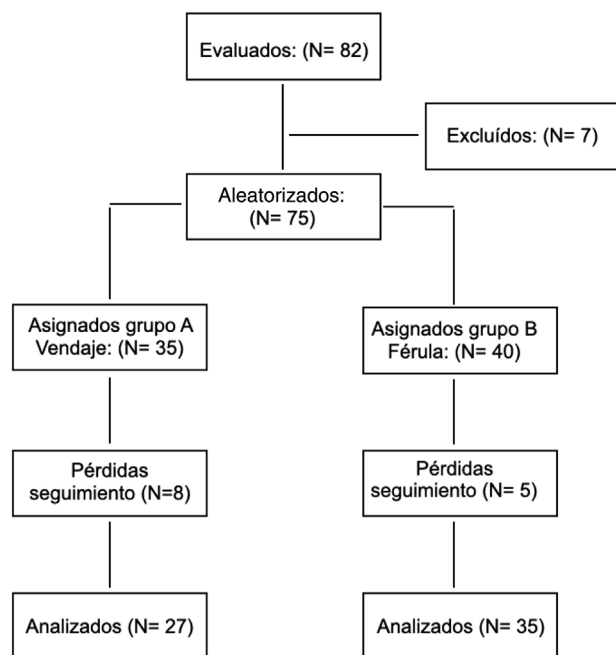 Evaluados: (N= 82)
Excluídos: (N= 7)
Aleatorizados:
(N= 75)
Asignados grupo A
Vendaje: (N= 35)
Asignados grupo B
Férula: (N= 40)
Pérdidas
seguimiento (N=8)
Pérdidas
seguimiento (N= 5)
Analizados (N= 27)
Analizados (N= 35)